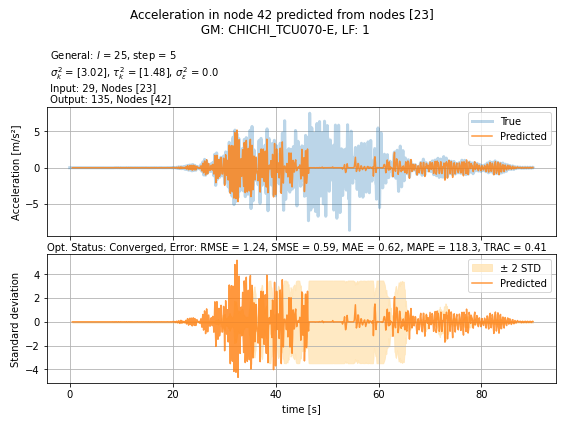 Acceleration in node 42 predicted from nodes [23]
GM: CHICHI_TCU070-E, LF: 1
General: l = 25, step = 5
σ²ₖ = [3.02], τ²ₖ = [1.48], σ²ε = 0.0
Input: 29, Nodes [23]
Output: 135, Nodes [42]
Acceleration [m/s²]
5
0
−5
True
Predicted
Opt. Status: Converged, Error: RMSE = 1.24, SMSE = 0.59, MAE = 0.62, MAPE = 118.3, TRAC = 0.41
Standard deviation
4
2
0
−2
−4
± 2 STD
Predicted
0 20 40 60 80
time [s]